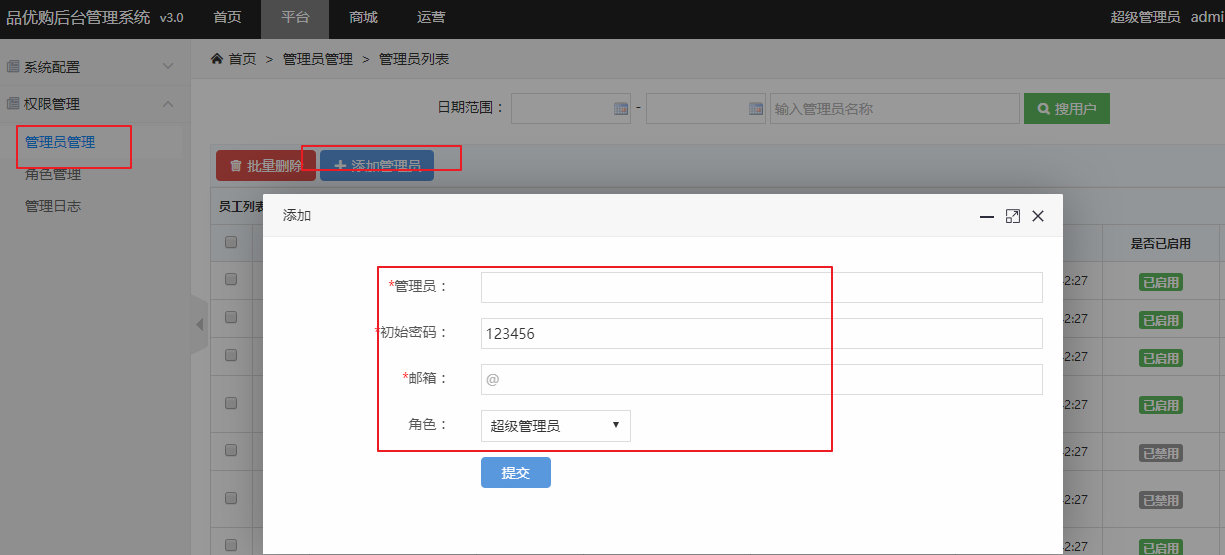 品优购后台管理系统 v3.0 首页 平台 商城 运营 超级管理员 admi
系统配置
首页 > 管理员管理 > 管理员列表
权限管理
日期范围： - 输入管理员名称 搜用户
管理员管理
批量删除 添加管理员
角色管理
管理日志
员工列表
添加
是否已启用
*管理员：
2:27 已启用
*初始密码： 123456
2:27 已启用
2:27 已启用
*邮箱： @
2:27 已启用
角色： 超级管理员
2:27 已禁用
提交
2:27 已禁用
2:27 已启用